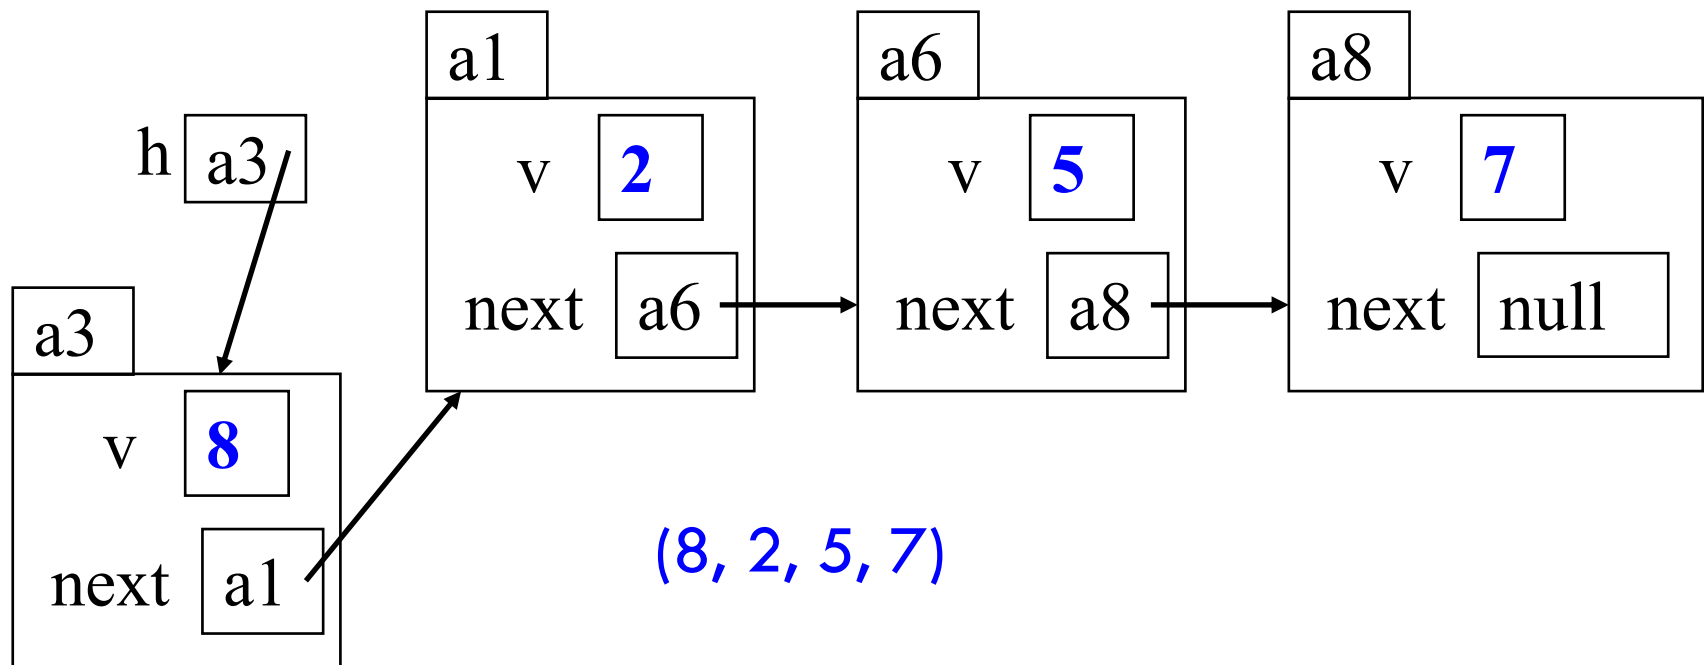 a1
a6
a8
h a3
v 2
v 5
v 7
next a6
next a8
next null
a3
v 8
next a1
(8, 2, 5, 7)